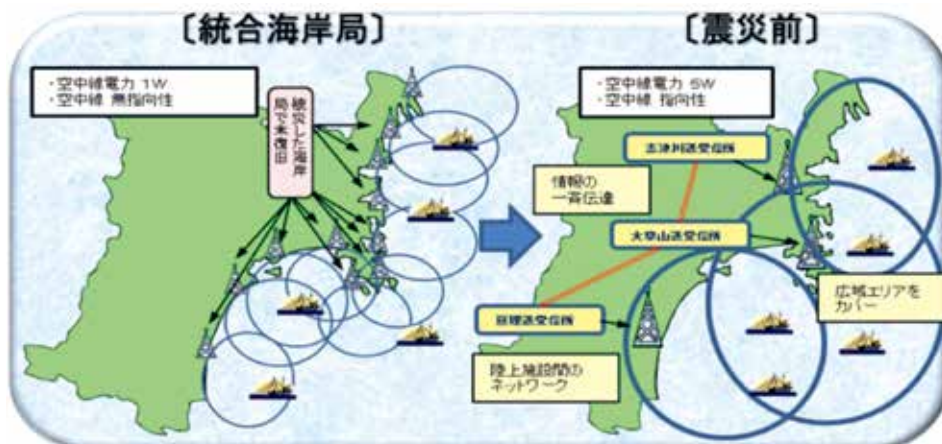 〔統合海岸局〕
・空中線電力 1W
・空中線 無指向性
被災した海岸
局で未復旧
〔震災前〕
・空中線電力 5W
・空中線 指向性
志津川送受信所
情報の
一斉伝達
大草山送受信所
広域エリアを
カバー
亘理送受信所
陸上施設間の
ネットワーク